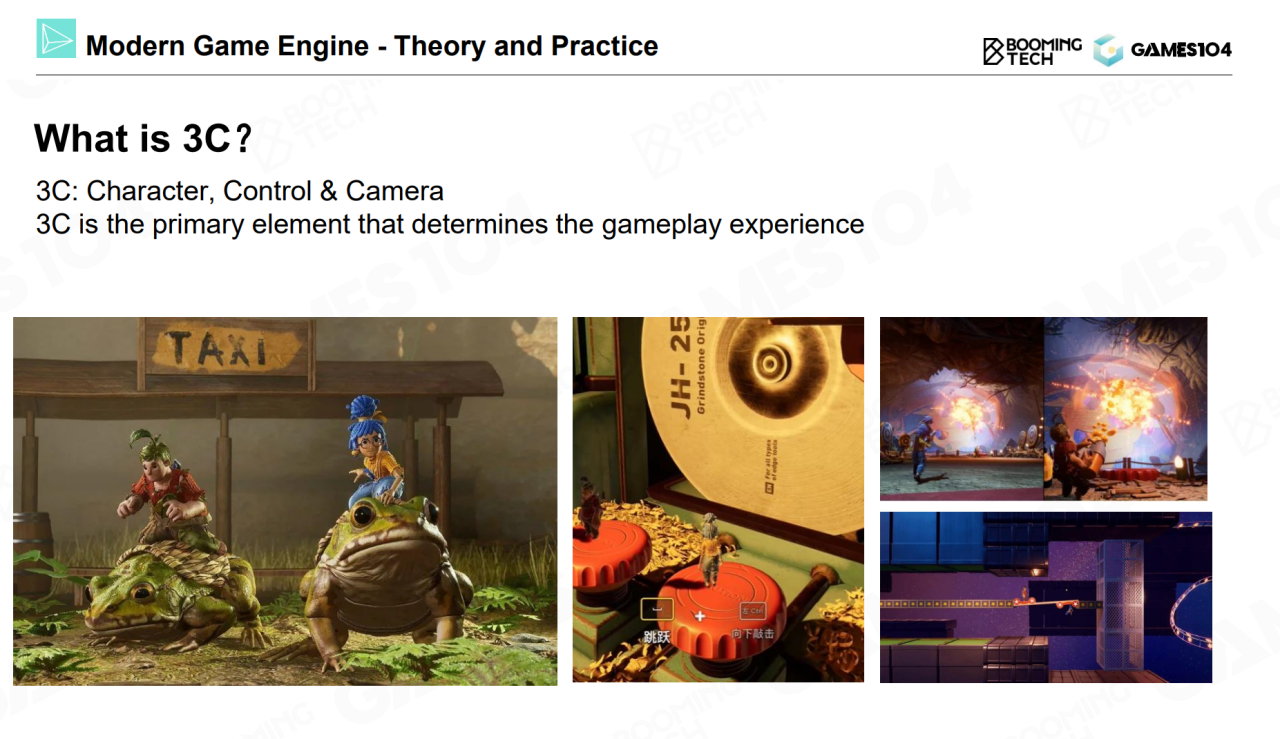 Modern Game Engine - Theory and Practice
BOOMING
TECH
GAMES104
What is 3C?
3C: Character, Control & Camera
3C is the primary element that determines the gameplay experience
TAXI
JH- 25
Grindstone Orig
For all types
of edge tools
跳跃
左 Ctrl
向下敲击